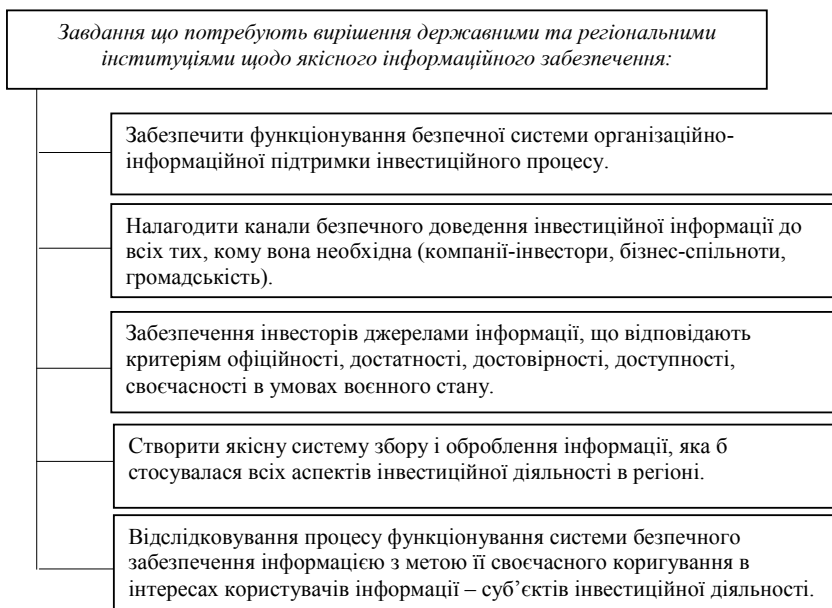 Завдання що потребують вирішення державними та регіональними
інституціями щодо якісного інформаційного забезпечення:
Забезпечити функціонування безпечної системи організаційно-
інформаційної підтримки інвестиційного процесу.
Налагодити канали безпечного доведення інвестиційної інформації до
всіх тих, кому вона необхідна (компанії-інвестори, бізнес-спільноти,
громадськість).
Забезпечення інвесторів джерелами інформації, що відповідають
критеріям офіційності, достатності, достовірності, доступності,
своєчасності в умовах воєнного стану.
Створити якісну систему збору і оброблення інформації, яка б
стосувалася всіх аспектів інвестиційної діяльності в регіоні.
Відслідковування процесу функціонування системи безпечного
забезпечення інформацією з метою її своєчасного коригування в
інтересах користувачів інформації – суб’єктів інвестиційної діяльності.